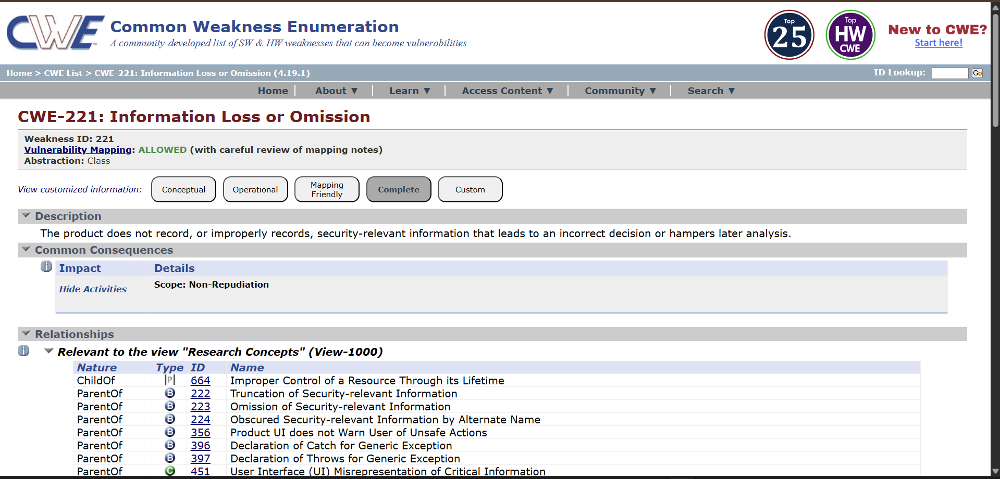 CWE
Common Weakness Enumeration
A community-developed list of SW & HW weaknesses that can become vulnerabilities
Top
25
Top
HW
CWE
New to CWE?
Start here!
Home > CWE List > CWE-221: Information Loss or Omission (4.19.1)
ID Lookup:
Go
Home
About ▼
Learn ▼
Access Content ▼
Community ▼
Search ▼
CWE-221: Information Loss or Omission
Weakness ID: 221
Vulnerability Mapping: ALLOWED (with careful review of mapping notes)
Abstraction: Class
View customized information:
Conceptual
Operational
Mapping
Friendly
Complete
Custom
Description
The product does not record, or improperly records, security-relevant information that leads to an incorrect decision or hampers later analysis.
Common Consequences
Impact Details
Hide Activities Scope: Non-Repudiation
Relationships
Relevant to the view "Research Concepts" (View-1000)
Nature Type ID Name
ChildOf P 664 Improper Control of a Resource Through its Lifetime
ParentOf B 222 Truncation of Security-relevant Information
ParentOf B 223 Omission of Security-relevant Information
ParentOf B 224 Obscured Security-relevant Information by Alternate Name
ParentOf B 356 Product UI does not Warn User of Unsafe Actions
ParentOf B 396 Declaration of Catch for Generic Exception
ParentOf B 397 Declaration of Throws for Generic Exception
ParentOf C 451 User Interface (UI) Misrepresentation of Critical Information